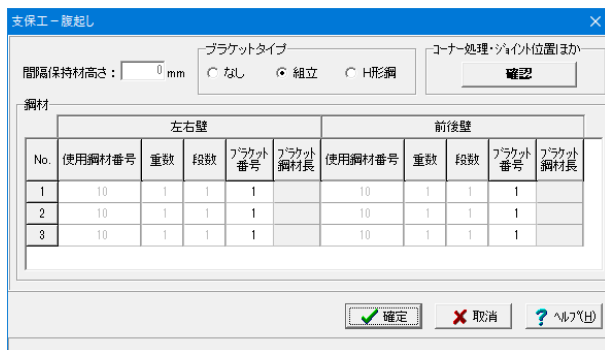 支保工－腹起し
間隔保持材高さ： 0 mm
ブラケットタイプ
なし 組立 H形鋼
コーナー処理・ジョイント位置ほか
確認
鋼材
左右壁 前後壁
No. 使用鋼材番号 重数 段数 ブラケット番号 ブラケット鋼材長 使用鋼材番号 重数 段数 ブラケット番号 ブラケット鋼材長
1 10 1 1 1 10 1 1 1
2 10 1 1 1 10 1 1 1
3 10 1 1 1 10 1 1 1
確定 取消 ? ヘルプ(H)